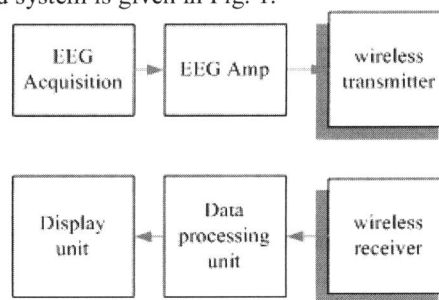 d system is given in Fig. 1.
EEG
Acquisition
EEG Amp
wireless
transmitter
Display
unit
Data
processing
unit
wireless
receiver